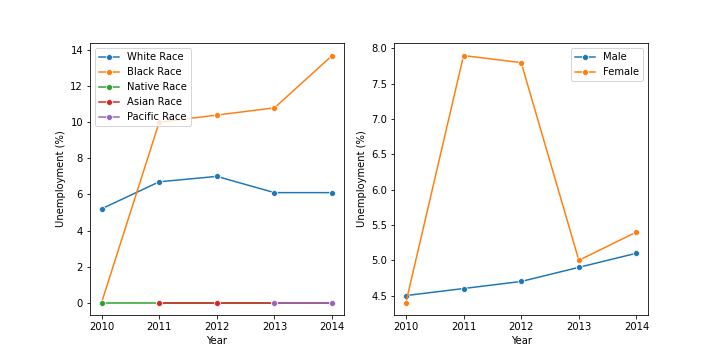 14
12
10
8
6
4
2
0
Unemployment (%)
White Race
Black Race
Native Race
Asian Race
Pacific Race
2010 2011 2012 2013 2014
Year
8.0
7.5
7.0
6.5
6.0
5.5
5.0
4.5
Unemployment (%)
Male
Female
2010 2011 2012 2013 2014
Year